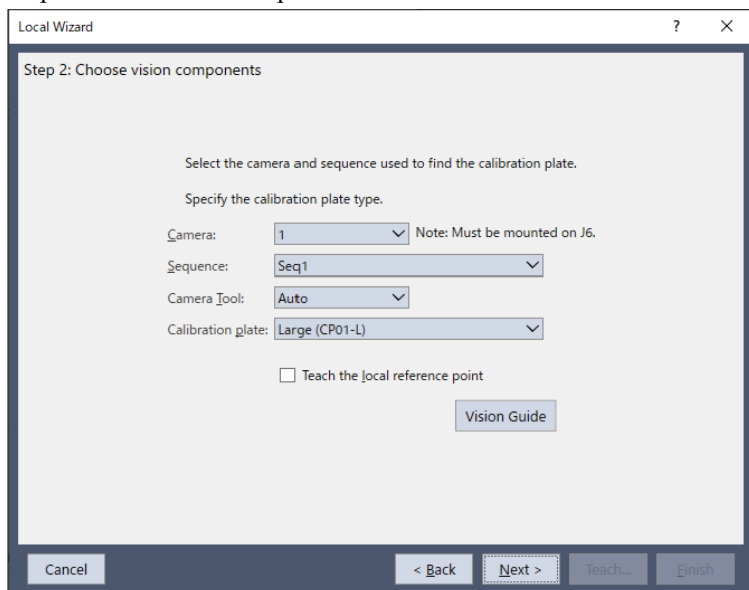 Local Wizard ? ✕
Step 2: Choose vision components
Select the camera and sequence used to find the calibration plate.
Specify the calibration plate type.
Camera: 1 Note: Must be mounted on J6.
Sequence: Seq1
Camera Tool: Auto
Calibration plate: Large (CP01-L)
Teach the local reference point
Vision Guide
Cancel < Back Next > Teach... Finish